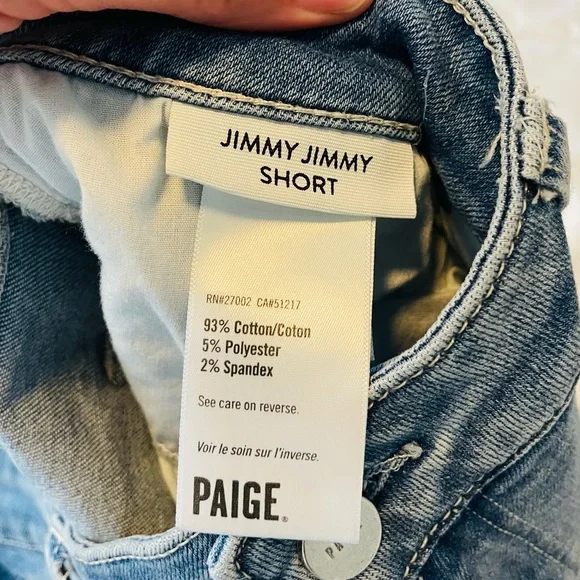 JIMMY JIMMY
SHORT
RN#27002 CA#51217
93% Cotton/Coton
5% Polyester
2% Spandex
See care on reverse.
Voir le soin sur l'inverse.
PAIGE®